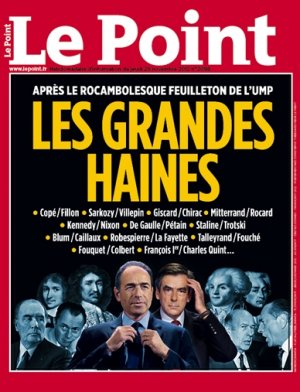 Le Point
Le Point
www.lepoint.fr
APRÈS LE ROCAMBOLESQUE FEUILLETON DE L'UMP
LES GRANDES
HAINES
• Copé/Fillon • Sarkozy/Villepin • Giscard/Chirac • Mitterrand/Rocard
• Kennedy/Nixon • De Gaulle/Pétain • Staline/Trotski
• Blum/Caillaux • Robespierre/La Fayette • Talleyrand/Fouché
• Fouquet/Colbert • François Ier/Charles Quint...